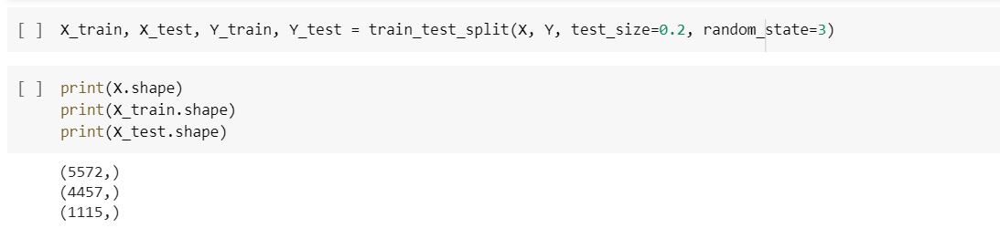 [ ] X_train, X_test, Y_train, Y_test = train_test_split(X, Y, test_size=0.2, random_state=3)
[ ] print(X.shape)
print(X_train.shape)
print(X_test.shape)
(5572,)
(4457,)
(1115,)